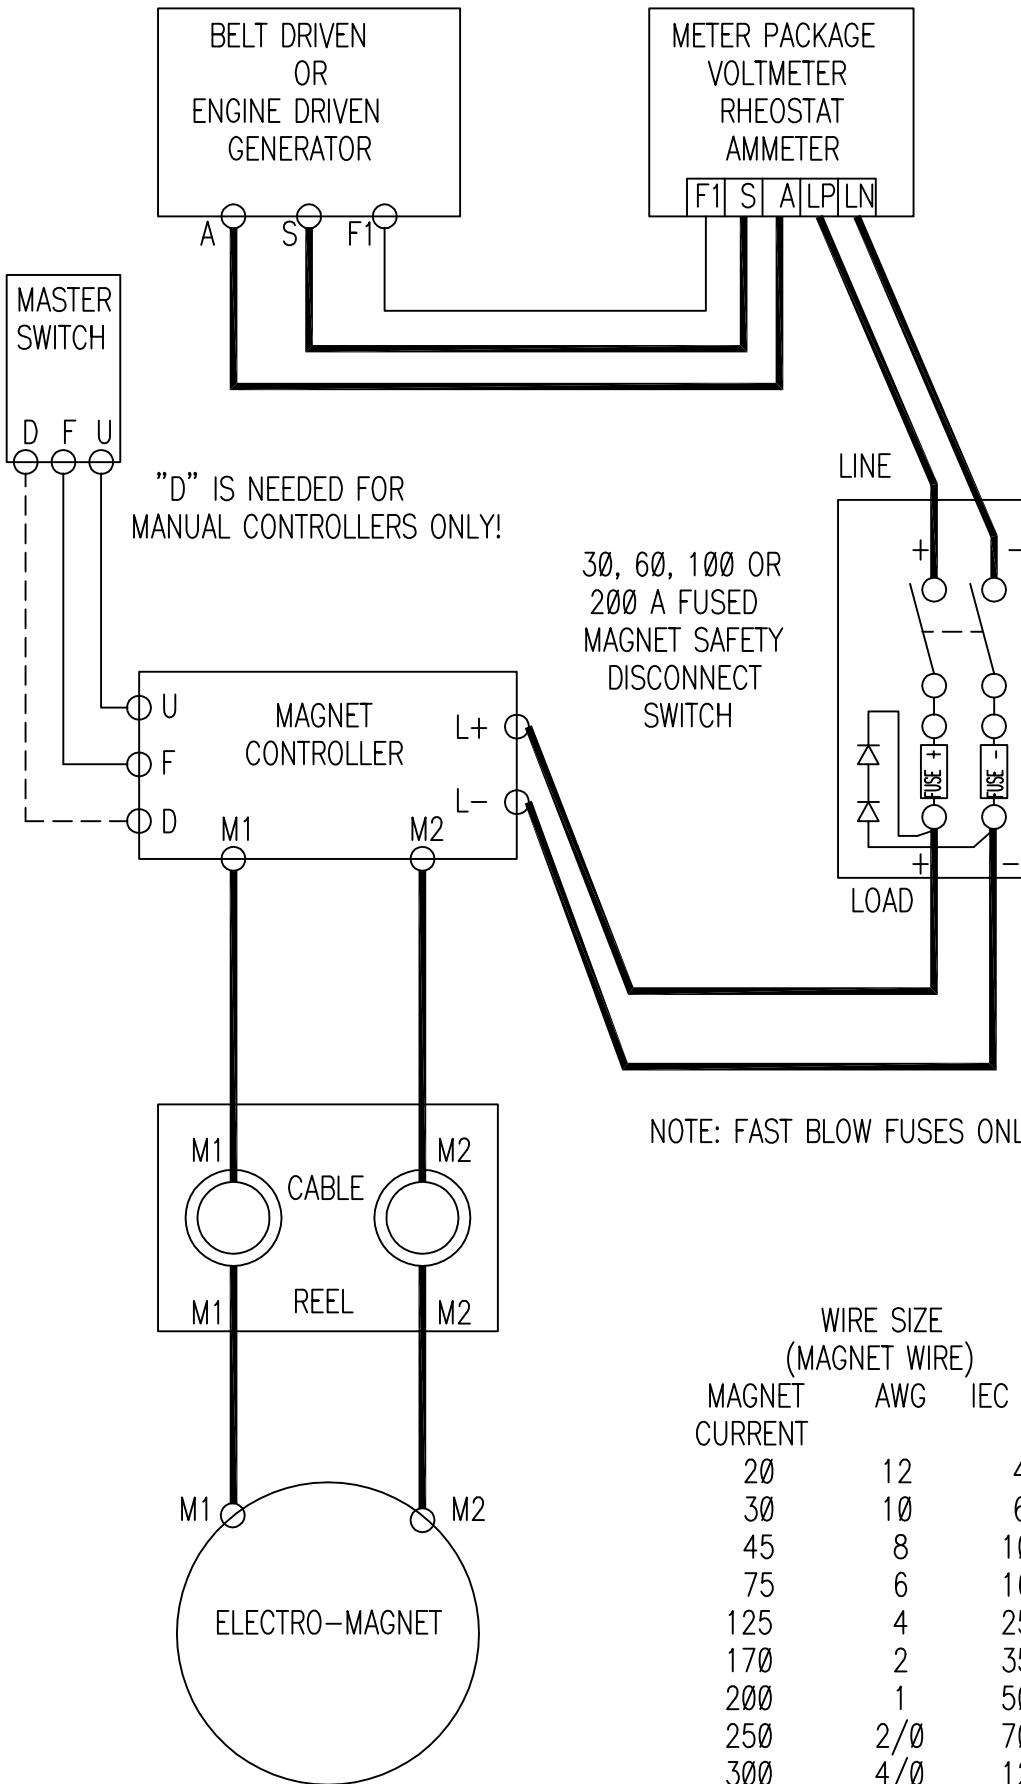 BELT DRIVEN
OR
ENGINE DRIVEN
GENERATOR
A S F1
METER PACKAGE
VOLTMETER
RHEOSTAT
AMMETER
F1 S A LP LN
MASTER
SWITCH
D F U
"D" IS NEEDED FOR
MANUAL CONTROLLERS ONLY!
LINE
+ -
30, 60, 100 OR
200 A FUSED
MAGNET SAFETY
DISCONNECT
SWITCH
FUSE +
FUSE -
+ -
LOAD
MAGNET
CONTROLLER
U
F
D
L+
L-
M1 M2
NOTE: FAST BLOW FUSES
M1 M2
CABLE
REEL
M1 M2
M1 M2
ELECTRO-MAGNET
WIRE SIZE
(MAGNET WIRE)
MAGNET AWG IEC
CURRENT
20 12 4
30 10 6
45 8
75 6
125 4
170 2
200 1
250 2/0
300 4/0